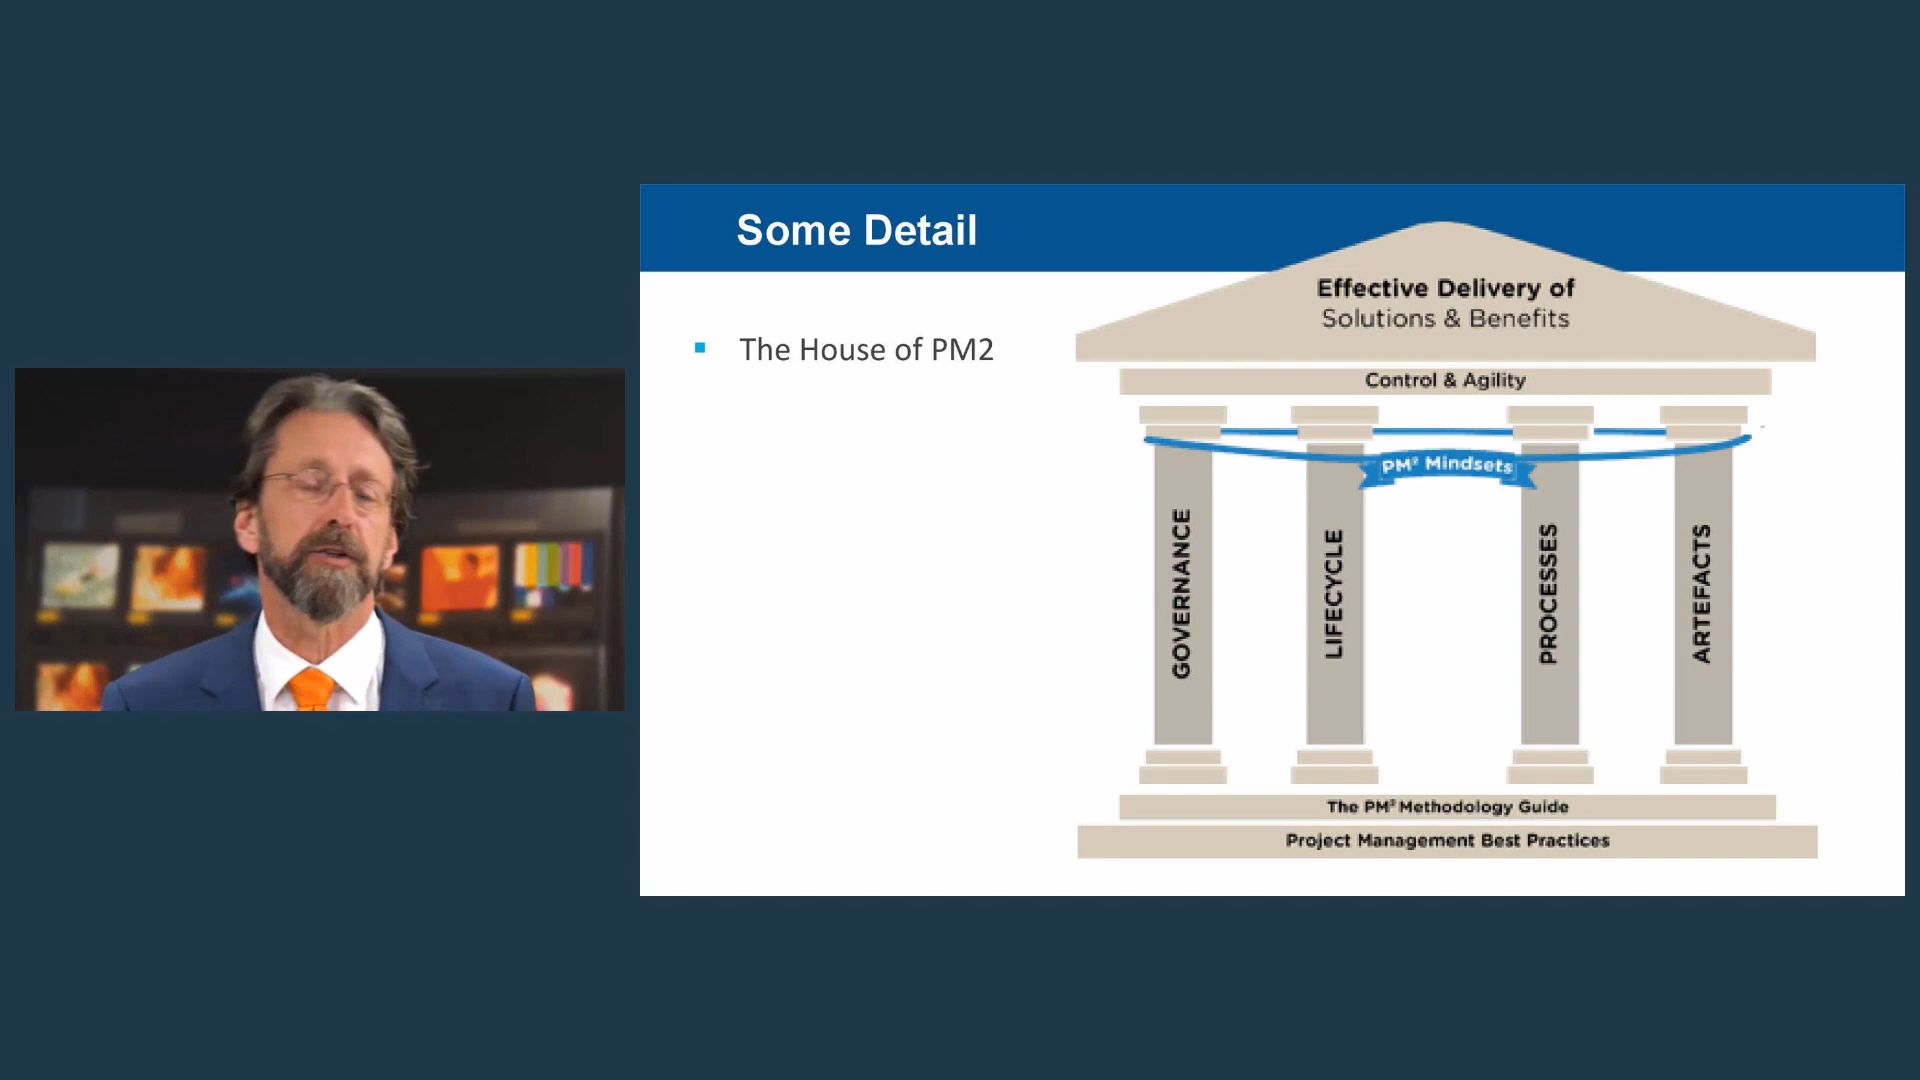 Some Detail
The House of PM2
Effective Delivery of
Solutions & Benefits
Control & Agility
PM² Mindsets
GOVERNANCE
LIFECYCLE
PROCESSES
ARTEFACTS
The PM² Methodology Guide
Project Management Best Practices